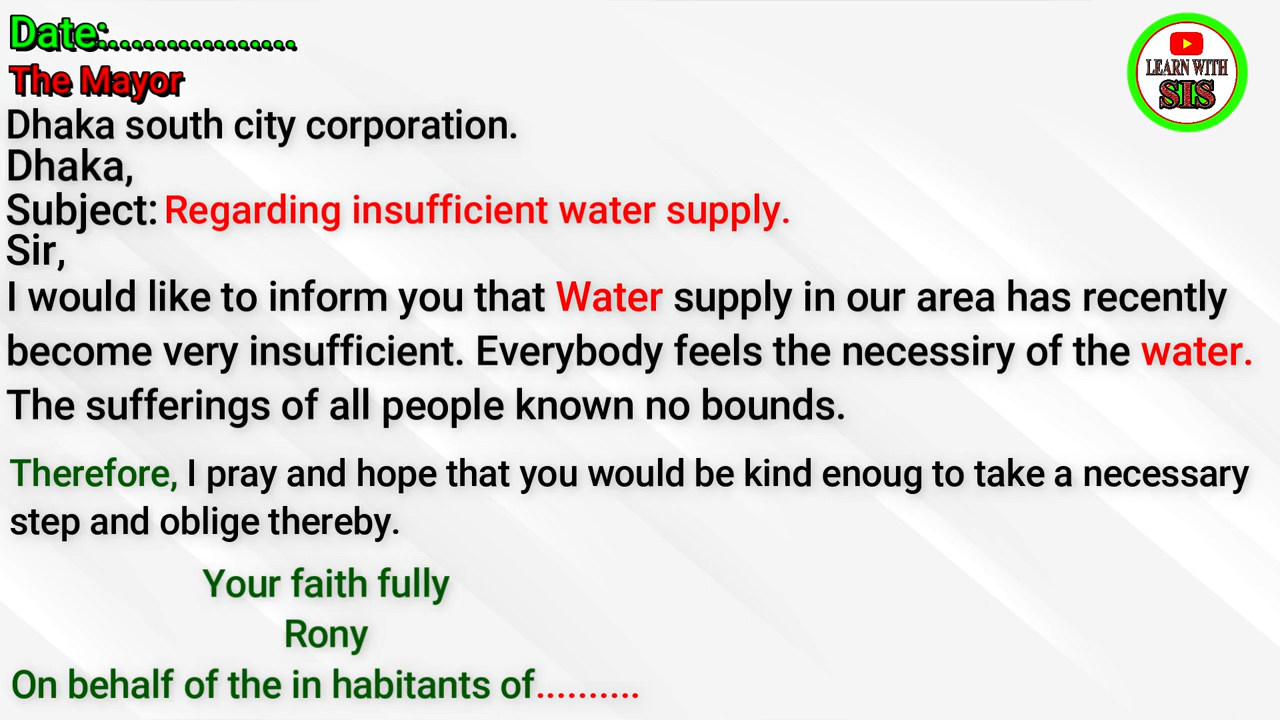 Date:................
LEARN WITH
SIS
The Mayor
Dhaka south city corporation.
Dhaka,
Subject: Regarding insufficient water supply.
Sir,
I would like to inform you that Water supply in our area has recently
become very insufficient. Everybody feels the necessiry of the water.
The sufferings of all people known no bounds.
Therefore, I pray and hope that you would be kind enoug to take a necessary
step and oblige thereby.
Your faith fully
Rony
On behalf of the in habitants of..........